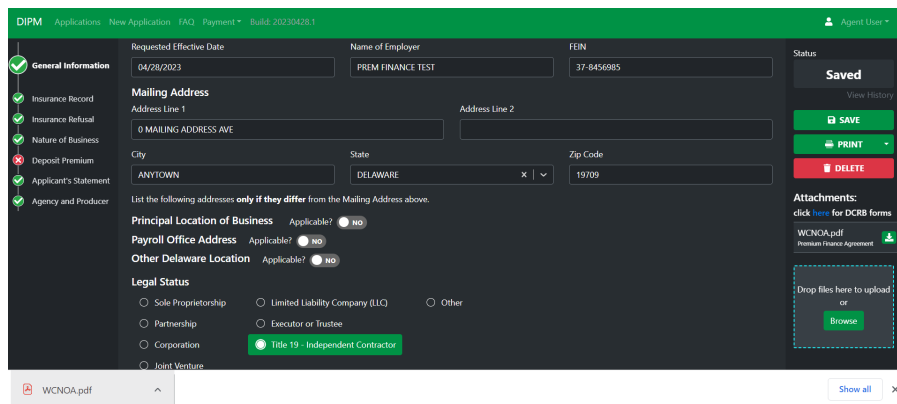 DIPM Applications New Application FAQ Payment Build: 20230428.1 Agent User
General Information
Insurance Record
Insurance Refusal
Nature of Business
Deposit Premium
Applicant's Statement
Agency and Producer
Requested Effective Date Name of Employer FEIN
04/28/2023 PREM FINANCE TEST 37-8456985
Mailing Address
Address Line 1 Address Line 2
0 MAILING ADDRESS AVE
City State Zip Code
ANYTOWN DELAWARE 19709
List the following addresses only if they differ from the Mailing Address above.
Principal Location of Business Applicable? NO
Payroll Office Address Applicable? NO
Other Delaware Location Applicable? NO
Legal Status
Sole Proprietorship Limited Liability Company (LLC) Other
Partnership Executor or Trustee
Corporation Title 19 - Independent Contractor
Joint Venture
Status
Saved
View History
SAVE
PRINT
DELETE
Attachments:
click here for DCRB forms
WCNOA.pdf
Premium Finance Agreement
Drop files here to upload
or
Browse
WCNOA.pdf Show all